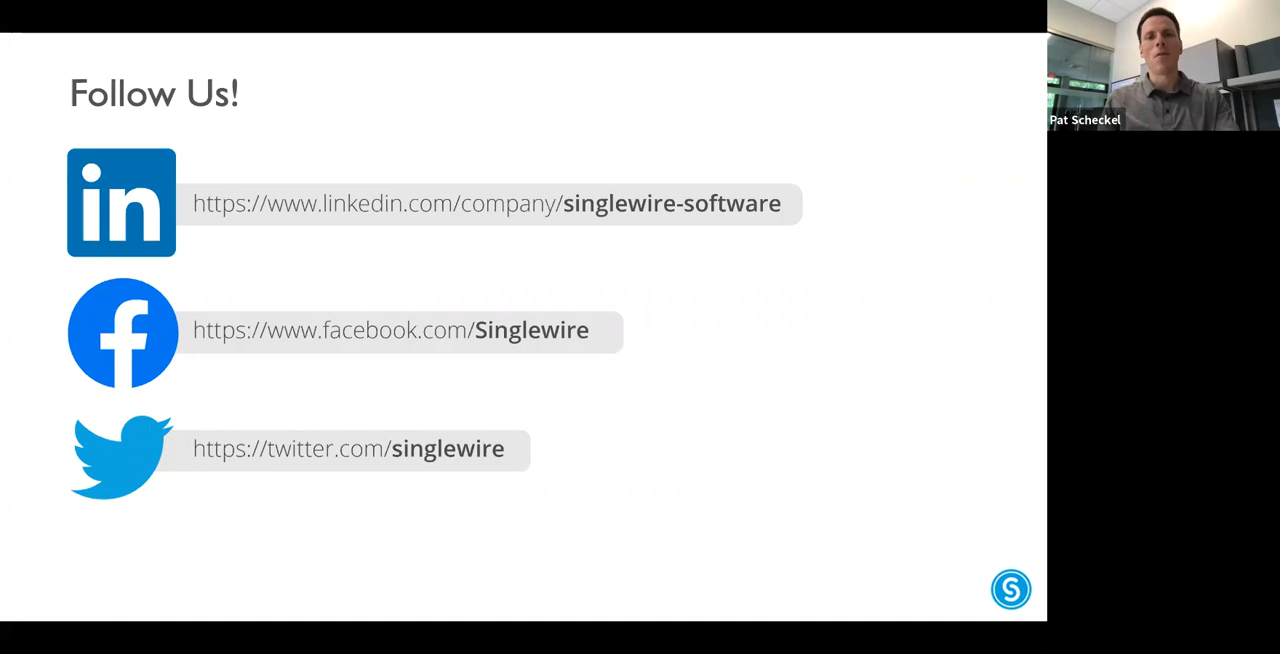 Follow Us!
in
https://www.linkedin.com/company/singlewire-software
f
https://www.facebook.com/Singlewire
https://twitter.com/singlewire
S
Pat Scheckel